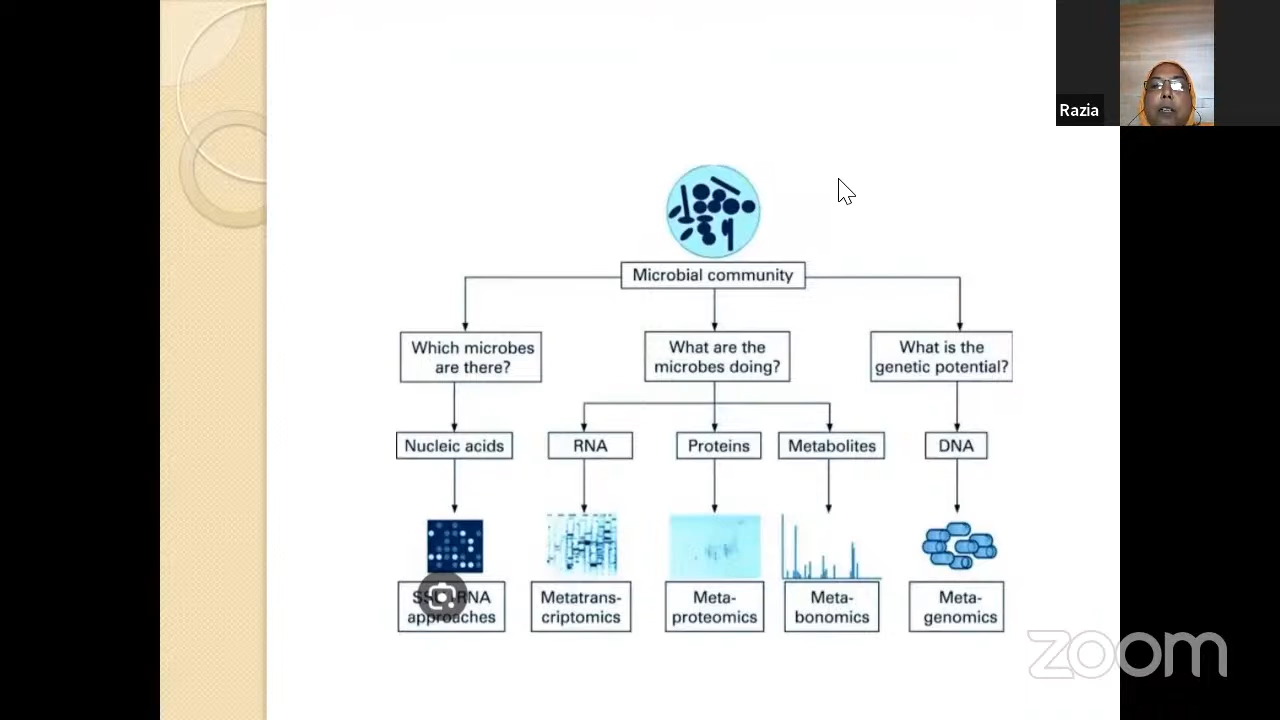 Razia
Microbial community
Which microbes
are there?
What are the
microbes doing?
What is the
genetic potential?
Nucleic acids
RNA
Proteins
Metabolites
DNA
RNA
approaches
Metatrans-
criptomics
Meta-
proteomics
Meta-
bonomics
Meta-
genomics
zoom